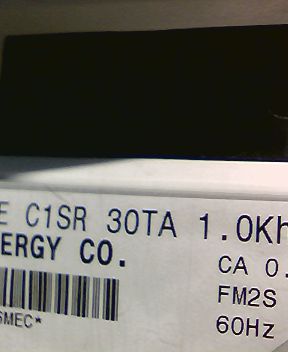 E C1SR 30TA 1.0Kh
ERGY CO.
CA 0.
FM2S
60Hz
SMEC*